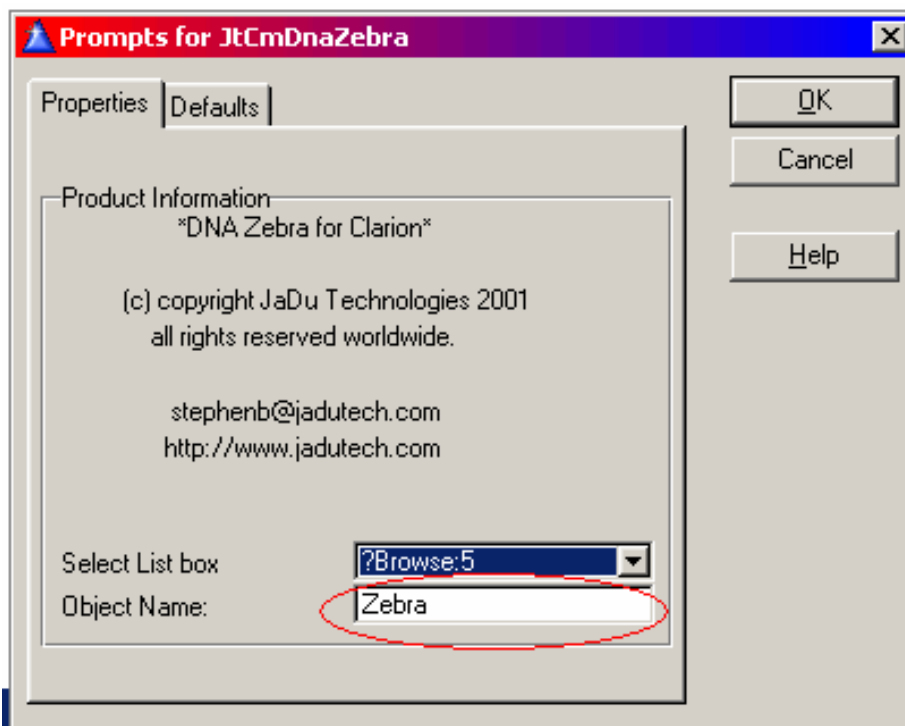 Prompts for JtCmDnaZebra
Properties
Defaults
OK
Cancel
Help
Product Information
*DNA Zebra for Clarion*
(c) copyright JaDu Technologies 2001
all rights reserved worldwide.
stephenb@jadutech.com
http://www.jadutech.com
Select List box
?Browse:5
Object Name:
Zebra